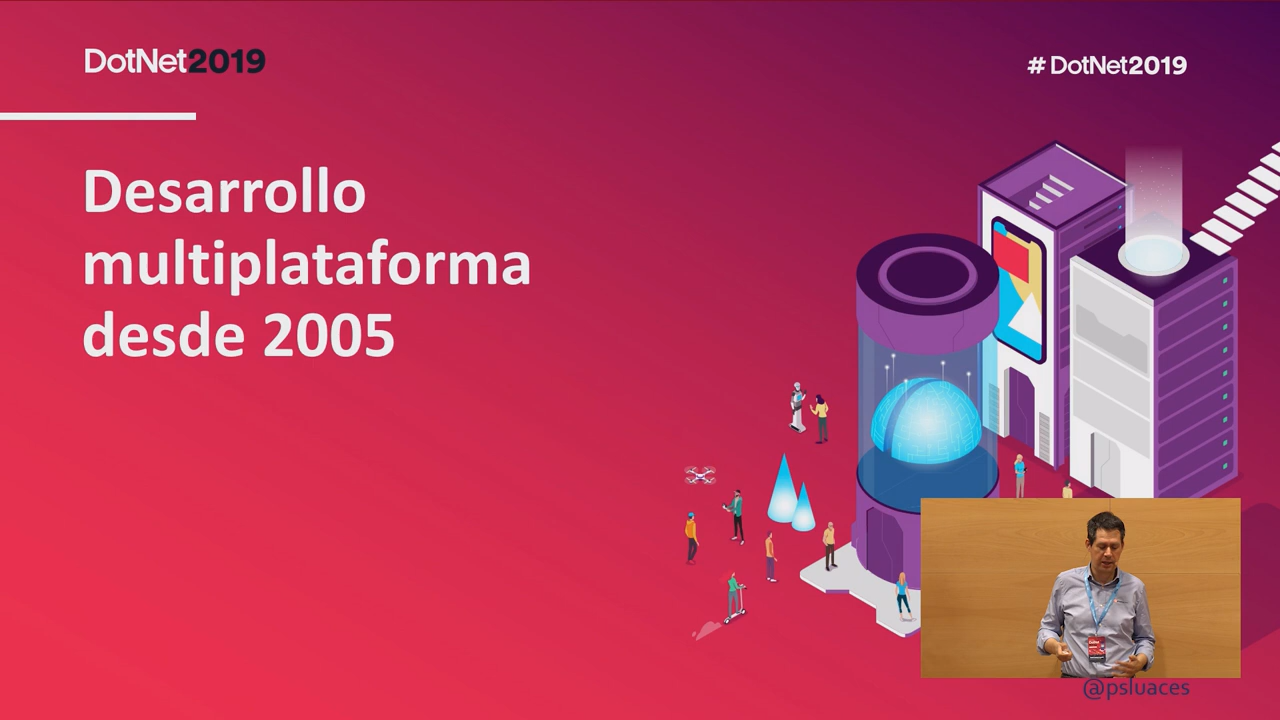 DotNet2019
# DotNet2019
Desarrollo
multiplataforma
desde 2005
@psluaces